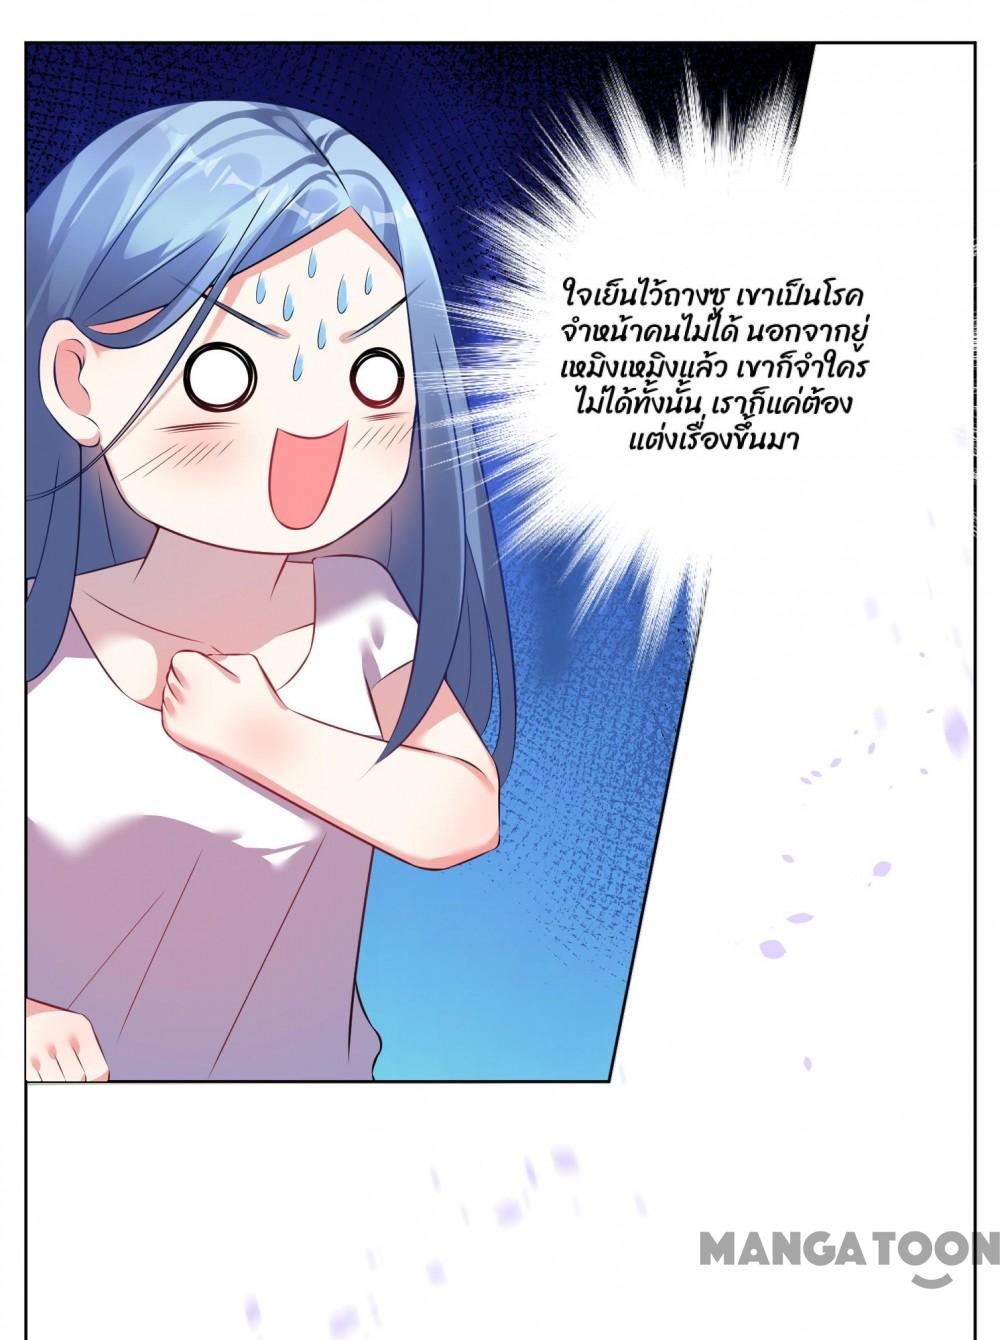 ใจเย็นไว้ถางซู เขาเป็นโรค
จำหน้าคนไม่ได้ นอกจากยู่
เหมิงเหมิงแล้ว เขาก็จำใคร
ไม่ได้ทั้งนั้น เราก็แค่ต้อง
แต่งเรื่องขึ้นมา
MANGATOON